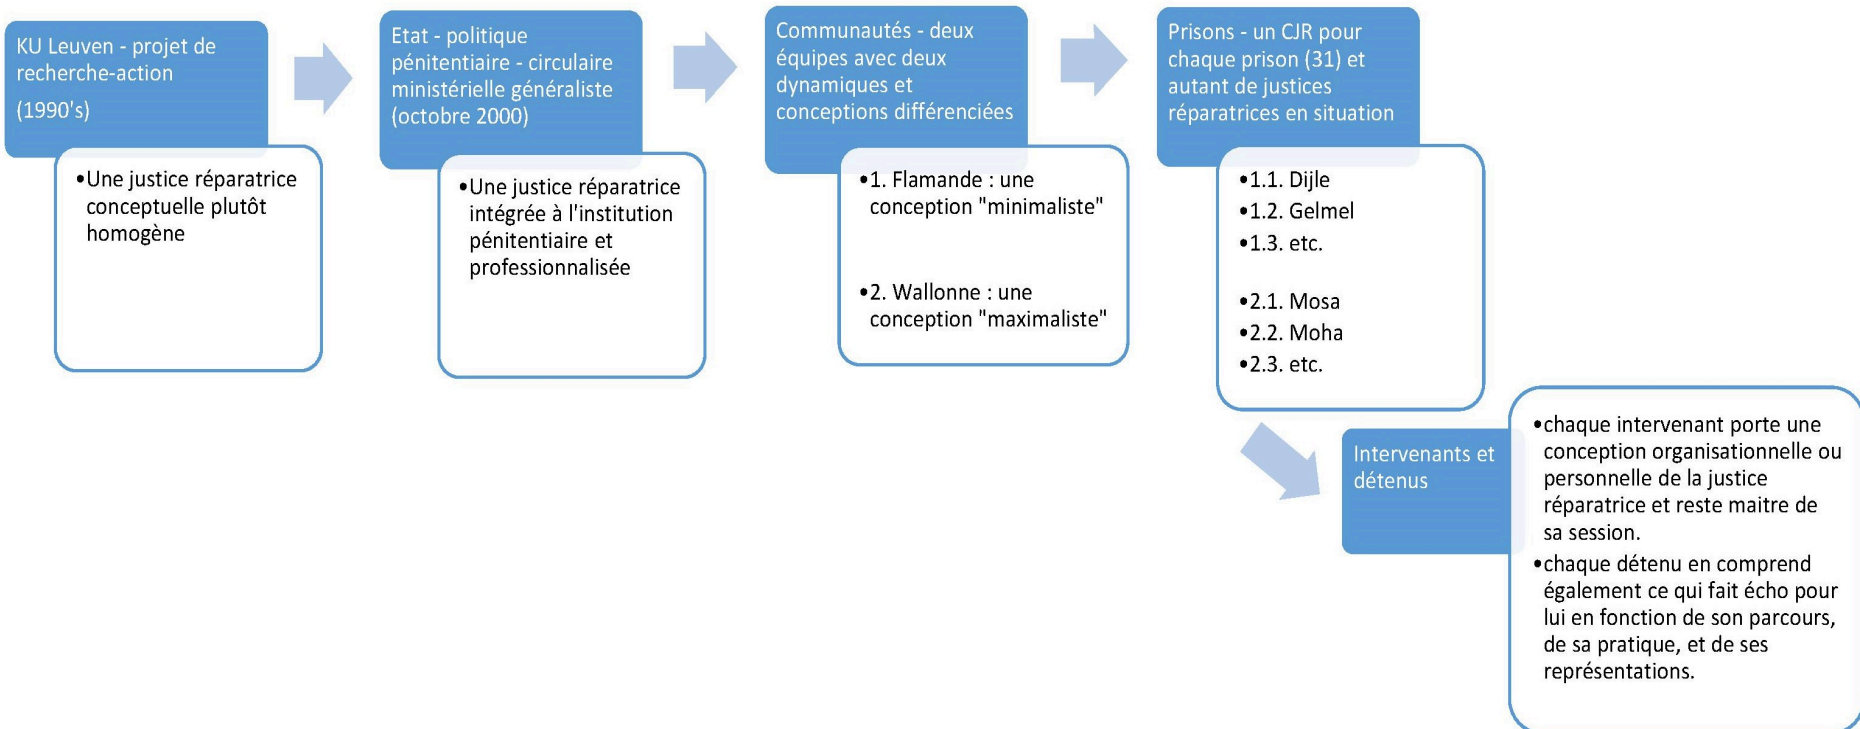 KU Leuven - projet de
recherche-action
(1990's)
•Une justice réparatrice
conceptuelle plutôt
homogène
Etat - politique
pénitentiaire - circulaire
ministérielle généraliste
(octobre 2000)
•Une justice réparatrice
intégrée à l'institution
pénitentiaire et
professionnalisée
Communautés - deux
équipes avec deux
dynamiques et
conceptions différenciées
•1. Flamande : une
conception "minimaliste"
•2. Wallonne : une
conception "maximaliste"
Prisons - un CJR pour
chaque prison (31) et
autant de justices
réparatrices en situation
•1.1. Dijle
•1.2. Gelmel
•1.3. etc.
•2.1. Mosa
•2.2. Moha
•2.3. etc.
Intervenants et
détenus
•chaque intervenant porte une
conception organisationnelle ou
personnelle de la justice
réparatrice et reste maitre de
sa session.
•chaque détenu en comprend
également ce qui fait écho pour
lui en fonction de son parcours,
de sa pratique, et de ses
représentations.